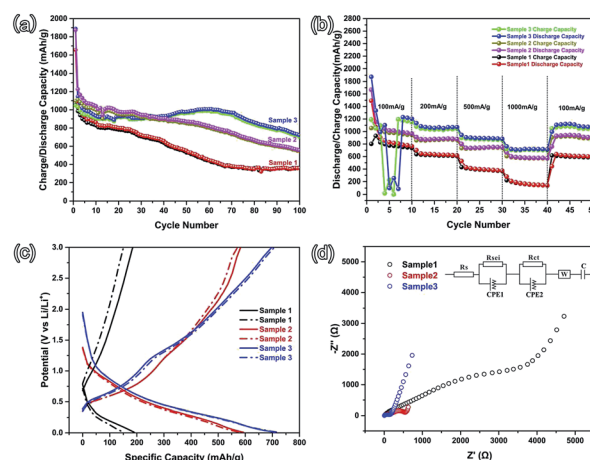 (a)
Charge/Discharge Capacity (mAh/g)
2000
1800
1600
1400
1200
1000
800
600
400
200
0
Sample 3
Sample 2
Sample 1
0 10 20 30 40 50 60 70 80 90 100
Cycle Number
(b)
Discharge/Charge Capacity(mAh/g)
2800
2600
2400
2200
2000
1800
1600
1400
1200
1000
800
600
400
200
0
Sample 3 Charge Capacity
Sample 3 Discharge Capacity
Sample 2 Charge Capacity
Sample 2 Discharge Capacity
Sample 1 Charge Capacity
Sample1 Discharge Capacity
100mA/g 200mA/g 500mA/g 1000mA/g 100mA/g
0 5 10 15 20 25 30 35 40 45 50
Cycle Number
(c)
Potential (V vs Li/Li+)
3.0
2.5
2.0
1.5
1.0
0.5
0.0
Sample 1
Sample 1
Sample 2
Sample 2
Sample 3
Sample 3
0 100 200 300 400 500 600 700
Specific Capacity (mAh/g)
(d)
-Z'' (Ω)
5000
4000
3000
2000
1000
0
Sample1
Sample2
Sample3
Rs Rsei Rct C
W
CPE1 CPE2
0 1000 2000 3000 4000 5000
Z' (Ω)